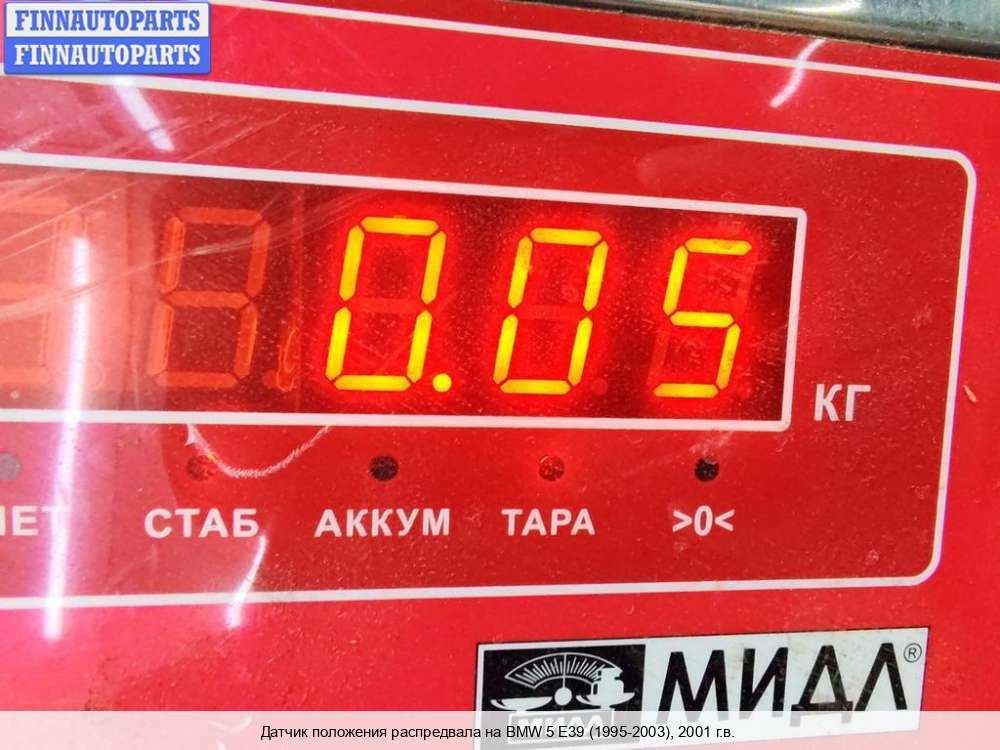 FINNAUTOPARTS
FINNAUTOPARTS
0.05
КГ
СТАБ АККУМ ТАРА >0<
МИДЛ®
МИДЛ
Датчик положения распредвала на BMW 5 E39 (1995-2003), 2001 г.в.